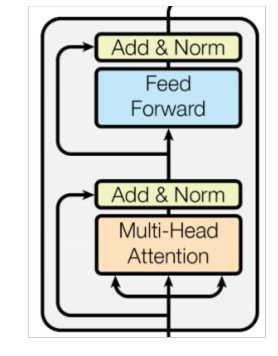 Add & Norm
Feed
Forward
Add & Norm
Multi-Head
Attention